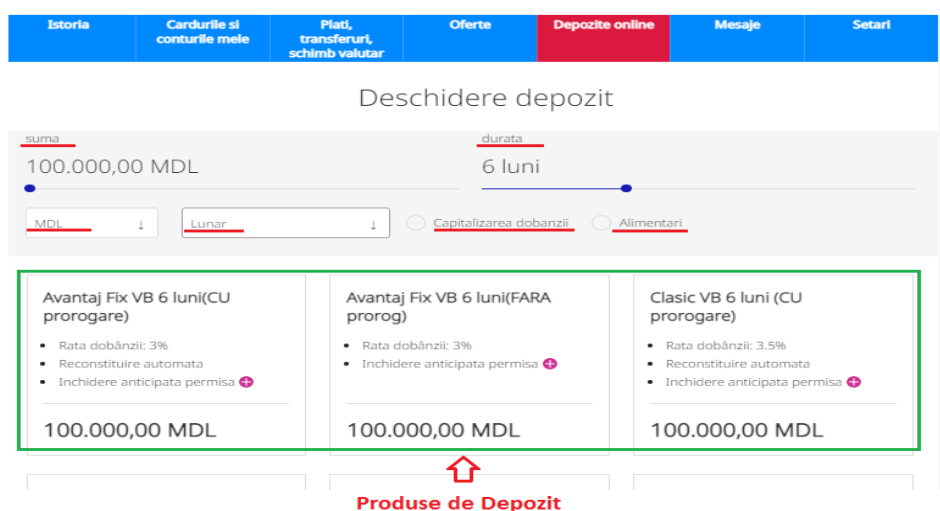 Istoria
Cardurile si
conturile mele
Plati,
transferuri,
schimb valutar
Oferte
Depozite online
Mesaje
Setari
Deschidere depozit
suma
durata
100.000,00 MDL
6 luni
MDL ↓
Lunar ↓
Capitalizarea dobanzii
Alimentari
Avantaj Fix VB 6 luni(CU
prorogare)
Rata dobânzii: 3%
Reconstituire automata
Inchidere anticipata permisa
100.000,00 MDL
Avantaj Fix VB 6 luni(FARA
prorog)
Rata dobânzii: 3%
Inchidere anticipata permisa
100.000,00 MDL
Clasic VB 6 luni (CU
prorogare)
Rata dobânzii: 3.5%
Reconstituire automata
Inchidere anticipata permisa
100.000,00 MDL
Produse de Depozit